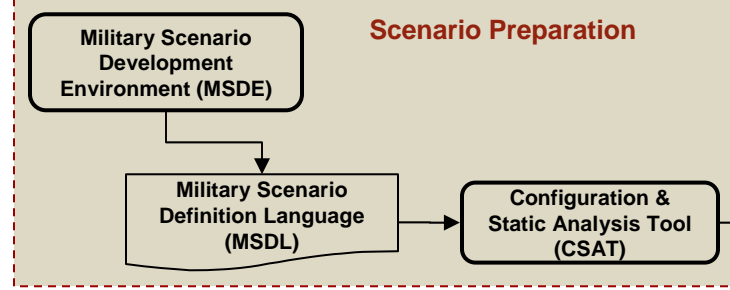 Scenario Preparation
Military Scenario
Development
Environment (MSDE)
Military Scenario
Definition Language
(MSDL)
Configuration &
Static Analysis Tool
(CSAT)